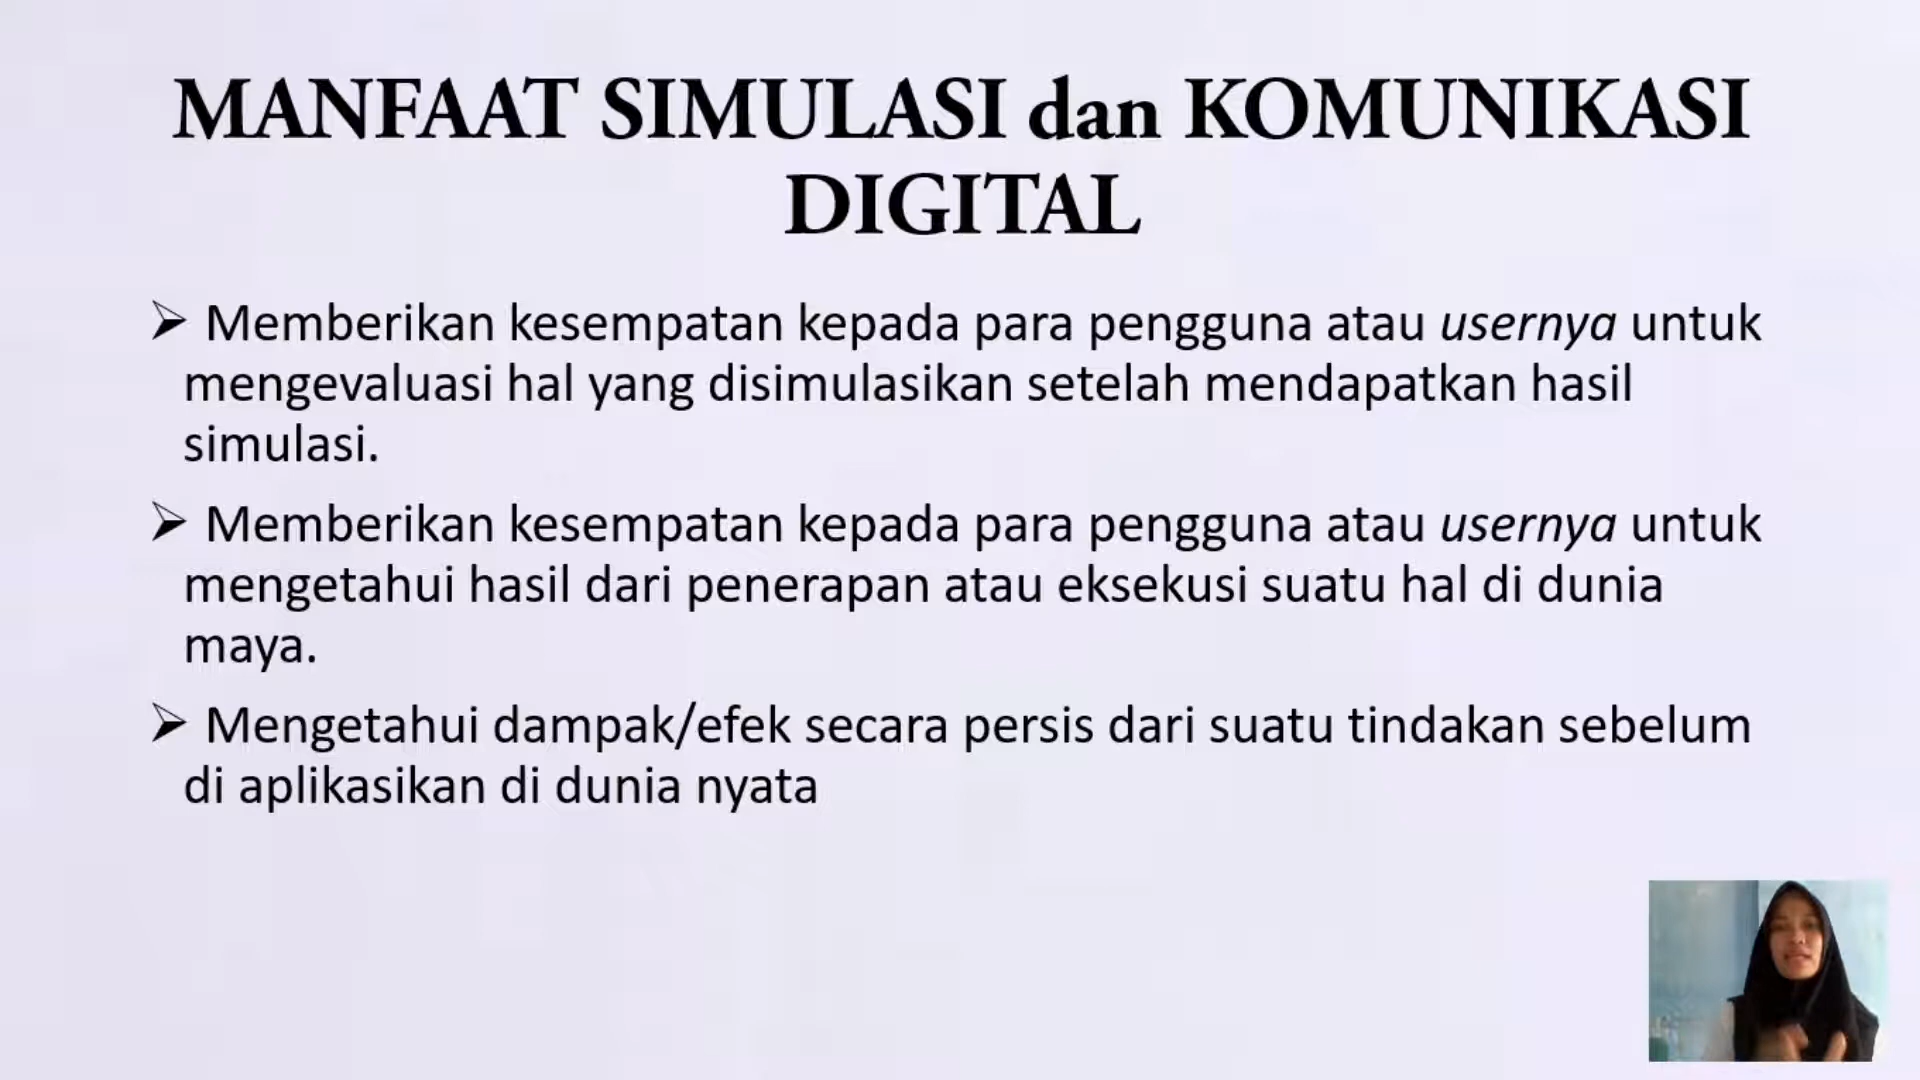 MANFAAT SIMULASI dan KOMUNIKASI
DIGITAL
➢ Memberikan kesempatan kepada para pengguna atau usernya untuk
mengevaluasi hal yang disimulasikan setelah mendapatkan hasil
simulasi.
➢ Memberikan kesempatan kepada para pengguna atau usernya untuk
mengetahui hasil dari penerapan atau eksekusi suatu hal di dunia
maya.
➢ Mengetahui dampak/efek secara persis dari suatu tindakan sebelum
di aplikasikan di dunia nyata